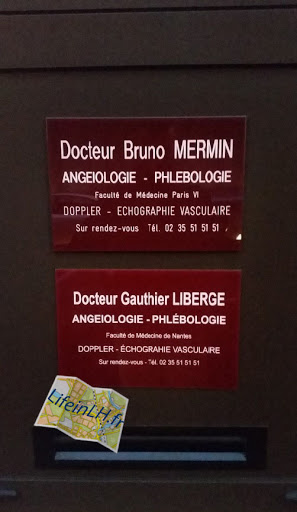 Docteur Bruno MERMIN
ANGEIOLOGIE - PHLEBOLOGIE
Faculté de Médecine Paris VI
DOPPLER - ECHOGRAPHIE VASCULAIRE
Sur rendez-vous Tél. 02 35 51 51 51
Docteur Gauthier LIBERGE
ANGEIOLOGIE - PHLÉBOLOGIE
Faculté de Médecine de Nantes
DOPPLER - ÉCHOGRAHIE VASCULAIRE
Sur rendez-vous - Tél. 02 35 51 51 51
LifeinLH.fr